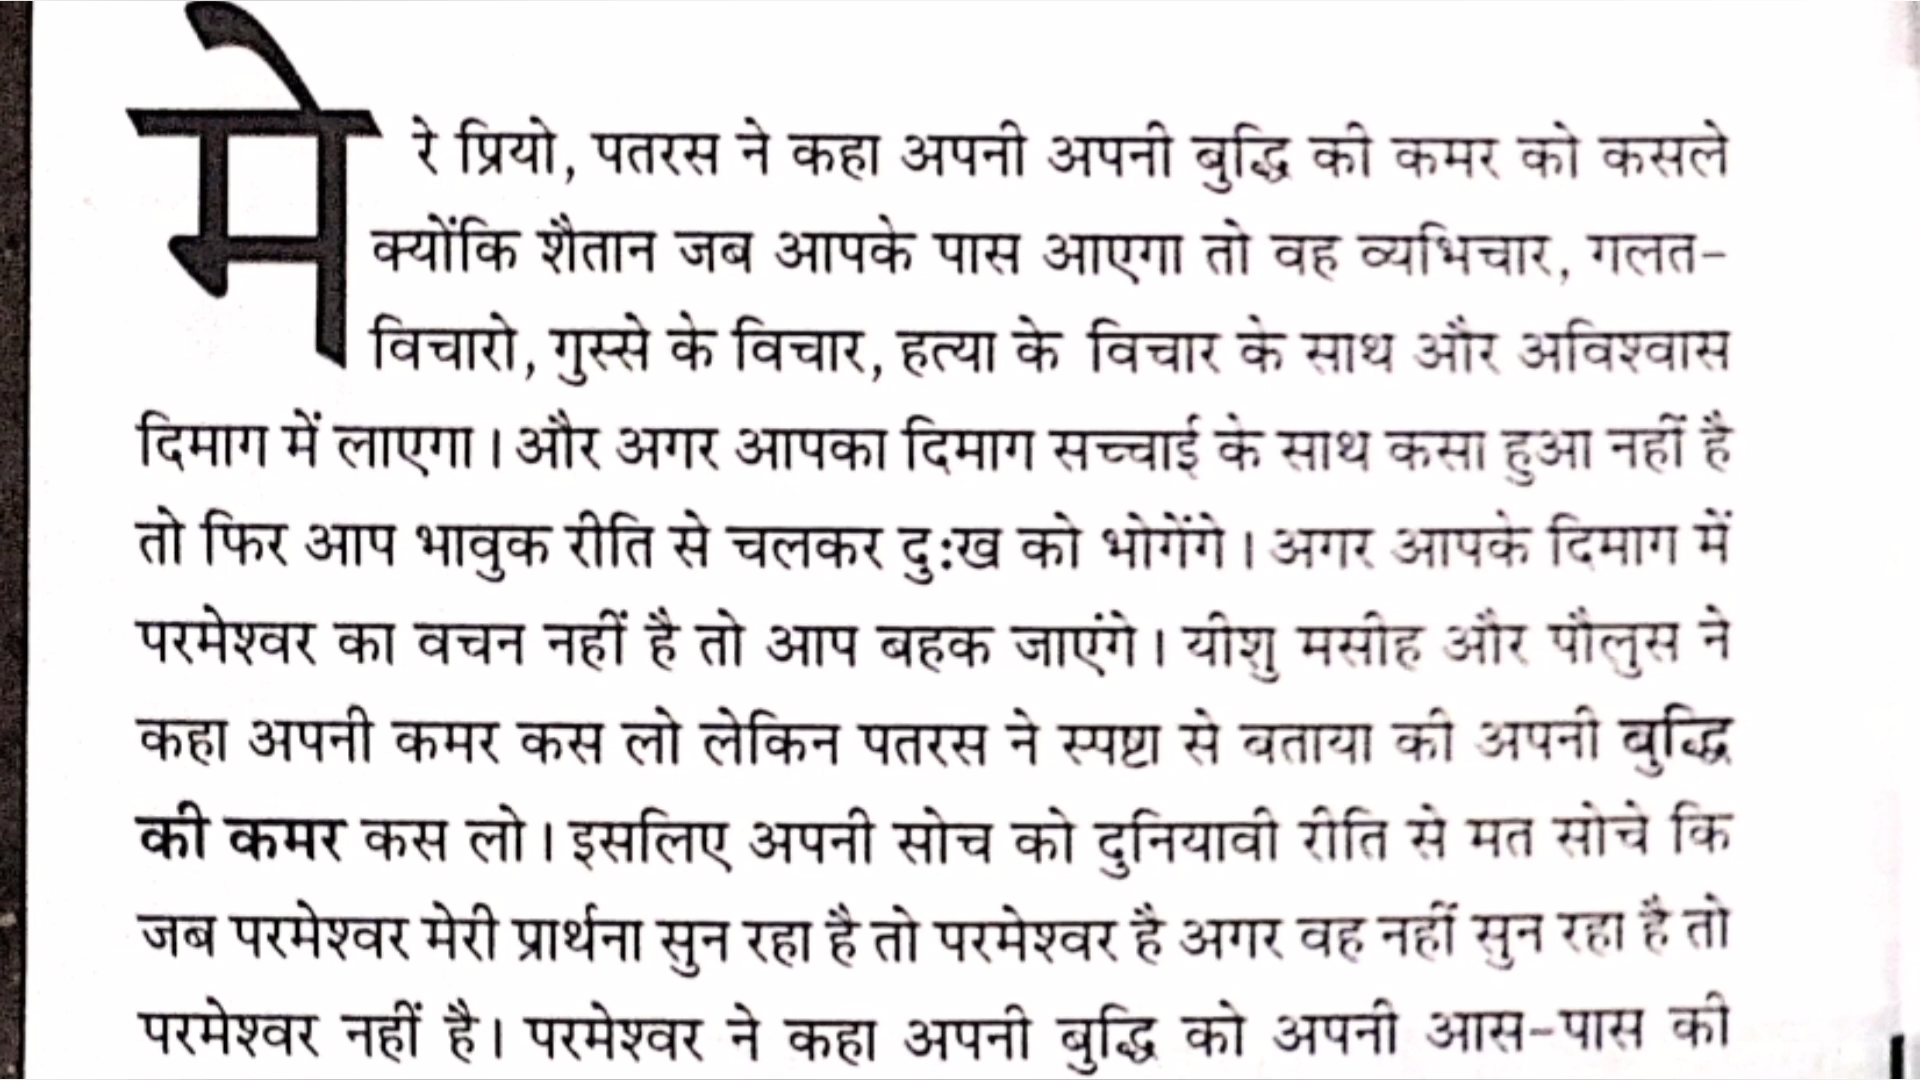 मेरे प्रियो, पतरस ने कहा अपनी अपनी बुद्धि की कमर को कसले
क्योंकि शैतान जब आपके पास आएगा तो वह व्यभिचार, गलत-
विचारो, गुस्से के विचार, हत्या के विचार के साथ और अविश्वास
दिमाग में लाएगा। और अगर आपका दिमाग सच्चाई के साथ कसा हुआ नहीं है
तो फिर आप भावुक रीति से चलकर दुःख को भोगेंगे। अगर आपके दिमाग में
परमेश्वर का वचन नहीं है तो आप बहक जाएंगे। यीशु मसीह और पौलुस ने
कहा अपनी कमर कस लो लेकिन पतरस ने स्पष्टा से बताया की अपनी बुद्धि
की कमर कस लो। इसलिए अपनी सोच को दुनियावी रीति से मत सोचे कि
जब परमेश्वर मेरी प्रार्थना सुन रहा है तो परमेश्वर है अगर वह नहीं सुन रहा है तो
परमेश्वर नहीं है। परमेश्वर ने कहा अपनी बुद्धि को अपनी आस-पास की